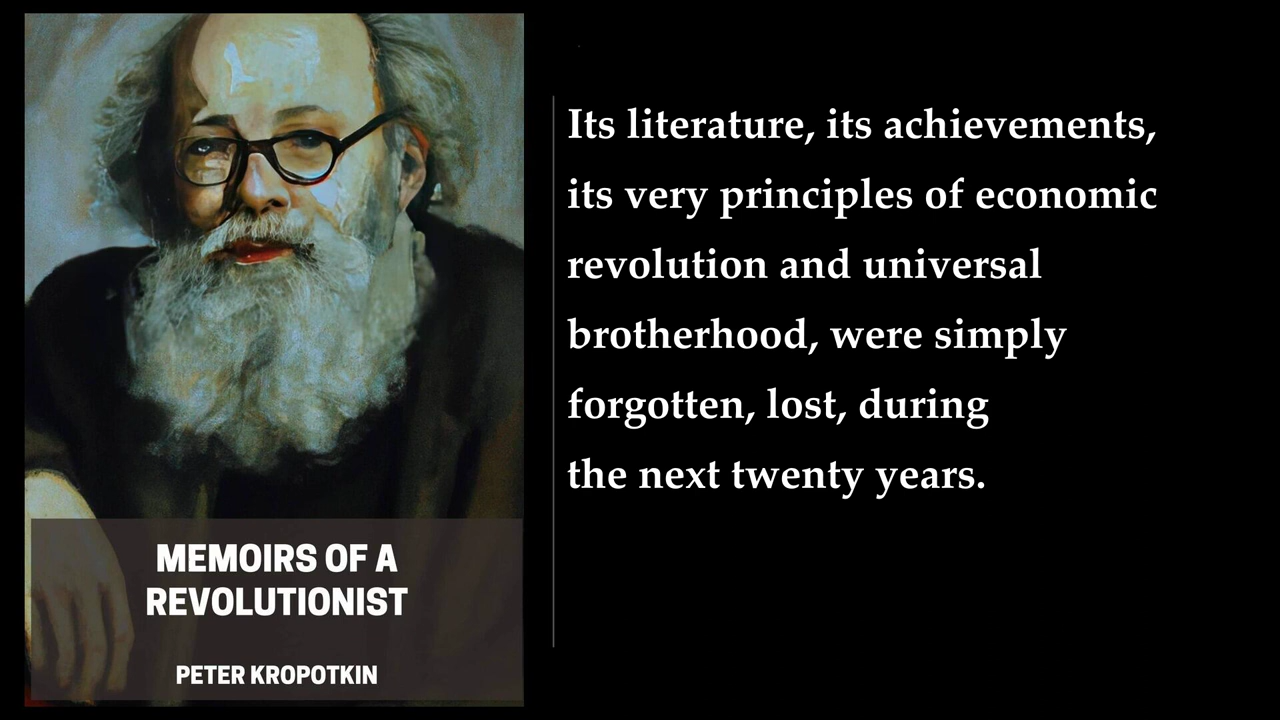 MEMOIRS OF A
REVOLUTIONIST
PETER KROPOTKIN
Its literature, its achievements,
its very principles of economic
revolution and universal
brotherhood, were simply
forgotten, lost, during
the next twenty years.